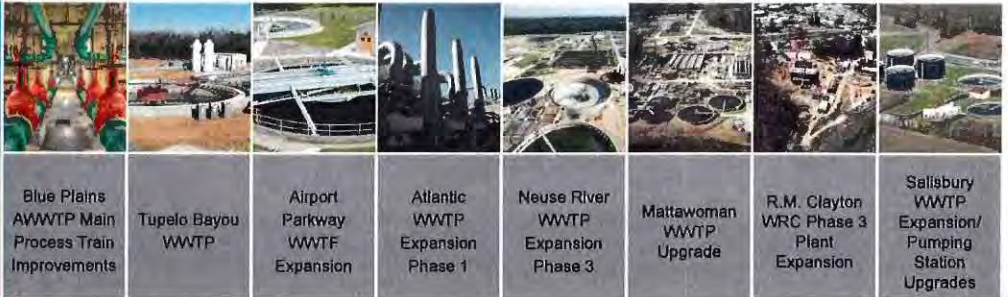 Blue Plains
AWWTP Main
Process Train
Improvements
Tupelo Bayou
WWTP
Airport
Parkway
WWTF
Expansion
Atlantic
WWTP
Expansion
Phase 1
Neuse River
WWTP
Expansion
Phase 3
Mattawoman
WWTP
Upgrade
R.M. Clayton
WRC Phase 3
Plant
Expansion
Salisbury
WWTP
Expansion/
Pumping
Station
Upgrades